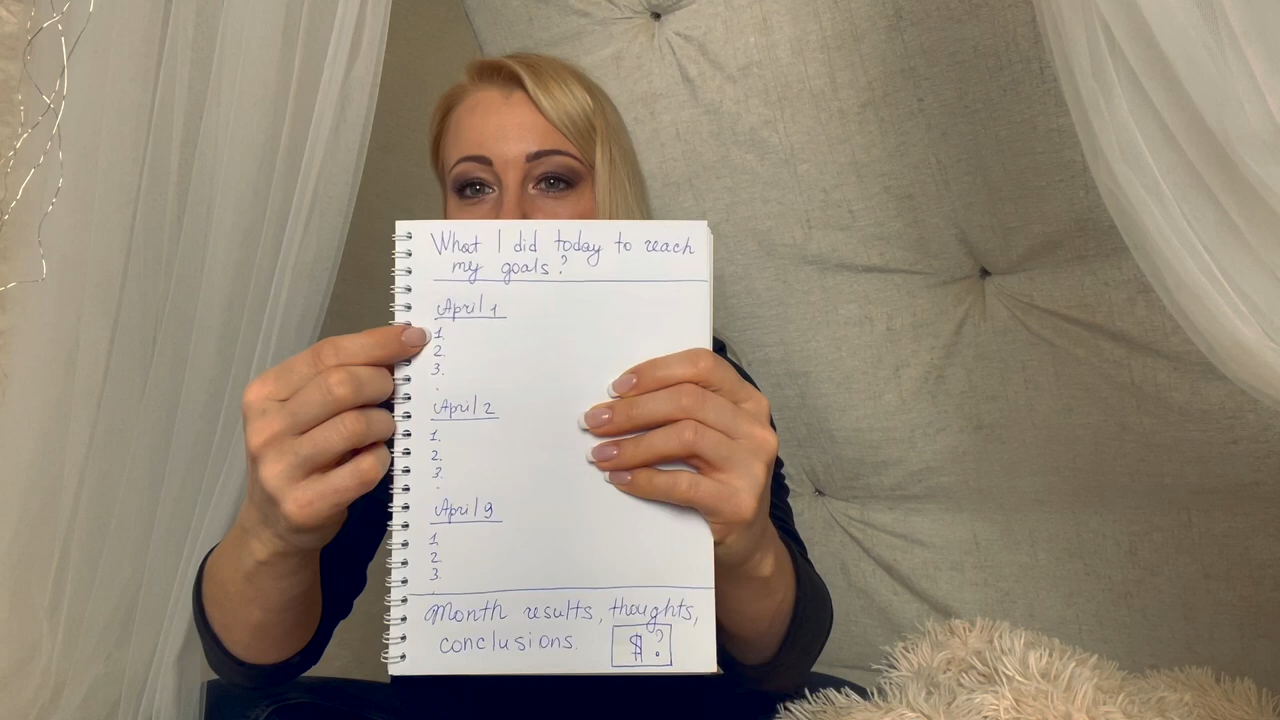 What I did today to reach
my goals?
April 1
1.
2.
3.
.
April 2
1.
2.
3.
.
April 9
1
2
3.
.
Month results, thoughts,
conclusions.
$ ?